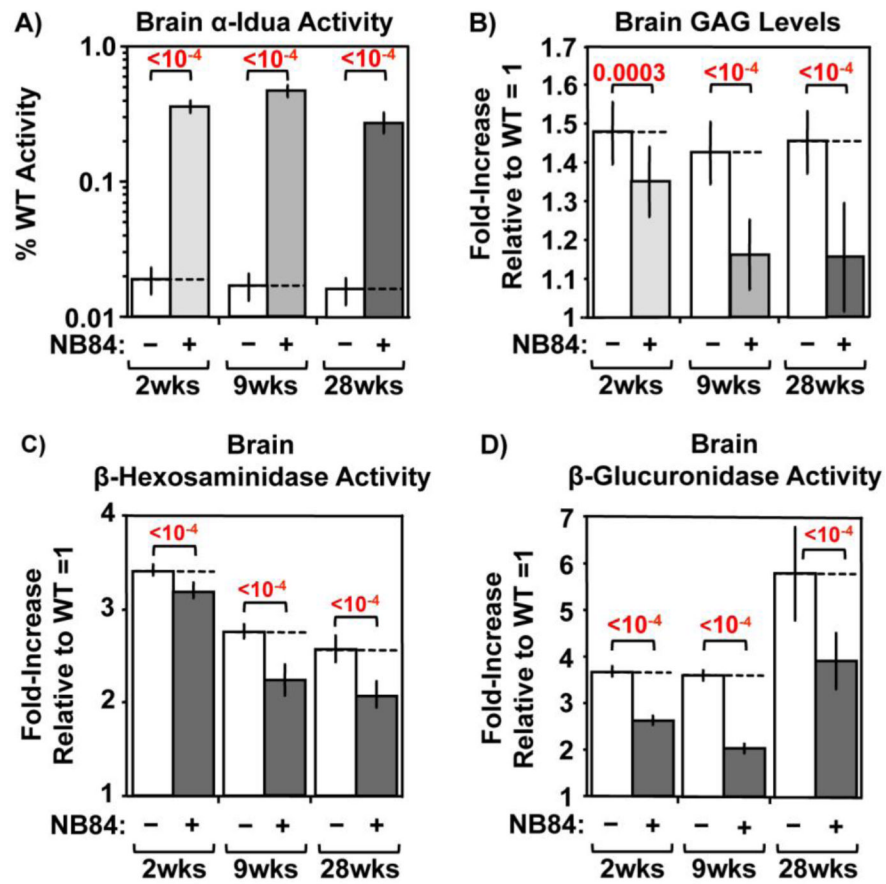 A) Brain α-Idua Activity
% WT Activity
1.0
0.1
0.01
<10-4
<10-4
<10-4
NB84: – + – + – +
2wks 9wks 28wks
B) Brain GAG Levels
Fold-Increase
Relative to WT = 1
1.7
1.6
1.5
1.4
1.3
1.2
1.1
1
0.0003
<10-4
<10-4
NB84: – + – + – +
2wks 9wks 28wks
C) Brain
β-Hexosaminidase Activity
Fold-Increase
Relative to WT =1
4
3
2
1
<10-4
<10-4
<10-4
NB84: – + – + – +
2wks 9wks 28wks
D) Brain
β-Glucuronidase Activity
Fold-Increase
Relative to WT =1
7
6
5
4
3
2
1
<10-4
<10-4
<10-4
NB84: – + – + – +
2wks 9wks 28wks